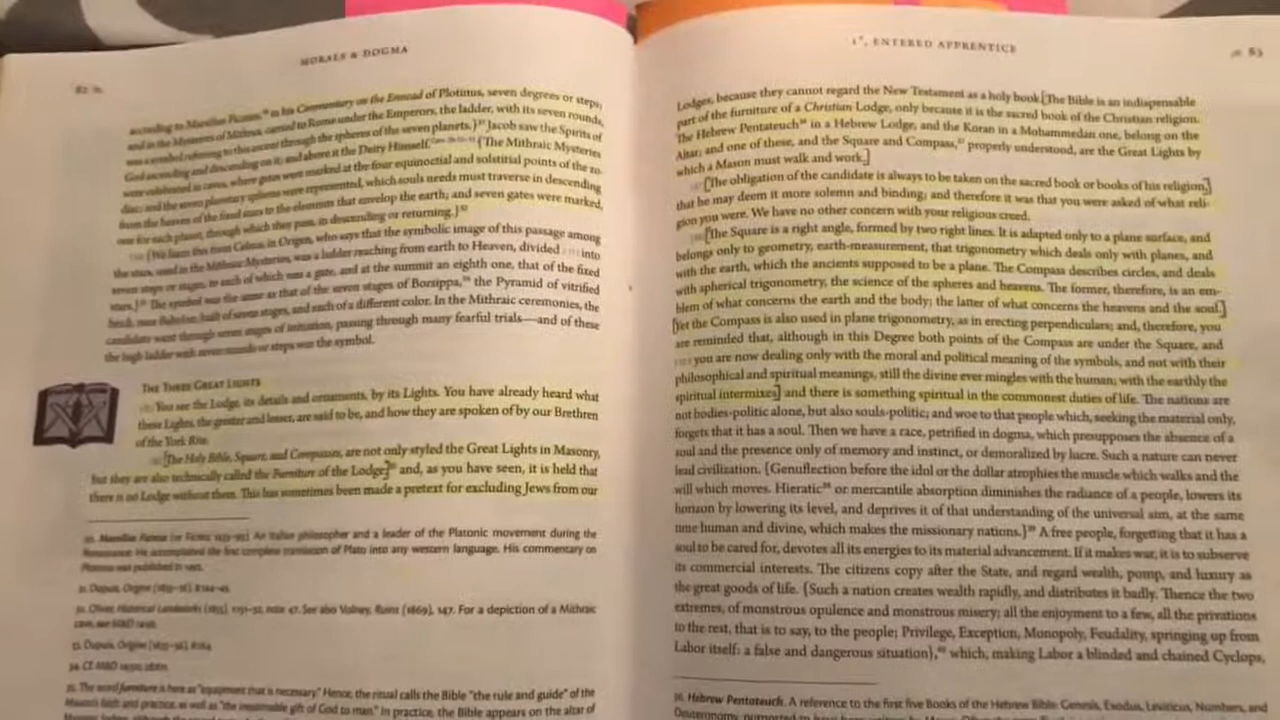 MORALS & DOGMA
82
according to Marsilius Ficinus, in his Commentary on the Ennead of Plotinus, seven degrees or steps;
and in the Mysteries of Mithras, carried to Rome under the Emperors, the ladder, with its seven rounds,
was a symbol referring to this ascent through the spheres of the seven planets.} Jacob saw the Spirits of
God ascending and descending on it; and above it the Deity Himself. {The Mithraic Mysteries
were celebrated in caves, where gates were marked at the four equinoctial and solstitial points of the zo-
diac; and the seven planetary spheres were represented, which souls needs must traverse in descending
from the heaven of the fixed stars to the elements that envelop the earth; and seven gates were marked,
one for each planet, through which they pass, in descending or returning.}
{We learn this from Celsus, in Origen, who says that the symbolic image of this passage among
the stars, used in the Mithraic Mysteries, was a ladder reaching from earth to Heaven, divided into
seven steps or stages, to each of which was a gate, and at the summit an eighth one, that of the fixed
stars.} The symbol was the same as that of the seven stages of Borsippa, the Pyramid of vitrified
brick, near Babylon, built of seven stages, and each of a different color. In the Mithraic ceremonies, the
candidate went through seven stages of initiation, passing through many fearful trials—and of these
the high ladder with seven rounds or steps was the symbol.
THE THREE GREAT LIGHTS
You see the Lodge, its details and ornaments, by its Lights. You have already heard what
these Lights, the greater and lesser, are said to be, and how they are spoken of by our Brethren
of the York Rite.
[The Holy Bible, Square, and Compasses, are not only styled the Great Lights in Masonry,
but they are also technically called the Furniture of the Lodge;] and, as you have seen, it is held that
there is no Lodge without them. This has sometimes been made a pretext for excluding Jews from our
An Italian philosopher and a leader of the Platonic movement during the
Renaissance. He accomplished the first complete translation of Plato into any western language. His commentary on
Plotinus was published in
31. Dupuis, Origine
32. Oliver, Historical Landmarks note 47. See also Volney, Ruins (1869), 147. For a depiction of a Mithraic
cave, see
33. Dupuis, Origine
34. Cf.
35. The word furniture is here as "equipment that is necessary." Hence, the ritual calls the Bible "the rule and guide" of the
Mason's faith and practice, as well as "the inestimable gift of God to man." In practice, the Bible appears on the altar of
1°, ENTERED APPRENTICE
83
Lodges, because they cannot regard the New Testament as a holy book [The Bible is an indispensable
part of the furniture of a Christian Lodge, only because it is the sacred book of the Christian religion.
The Hebrew Pentateuch³⁶ in a Hebrew Lodge, and the Koran in a Mohammedan one, belong on the
Altar; and one of these, and the Square and Compass,³⁷ properly understood, are the Great Lights by
which a Mason must walk and work.]
[The obligation of the candidate is always to be taken on the sacred book or books of his religion,]
that he may deem it more solemn and binding; and therefore it was that you were asked of what reli-
gion you were. We have no other concern with your religious creed.
[The Square is a right angle, formed by two right lines. It is adapted only to a plane surface, and
belongs only to geometry, earth-measurement, that trigonometry which deals only with planes, and
with the earth, which the ancients supposed to be a plane. The Compass describes circles, and deals
with spherical trigonometry, the science of the spheres and heavens. The former, therefore, is an em-
blem of what concerns the earth and the body; the latter of what concerns the heavens and the soul.]
[Yet the Compass is also used in plane trigonometry, as in erecting perpendiculars; and, therefore, you
are reminded that, although in this Degree both points of the Compass are under the Square, and
you are now dealing only with the moral and political meaning of the symbols, and not with their
philosophical and spiritual meanings, still the divine ever mingles with the human; with the earthly the
spiritual intermixes] and there is something spiritual in the commonest duties of life. The nations are
not bodies-politic alone, but also souls-politic; and woe to that people which, seeking the material only,
forgets that it has a soul. Then we have a race, petrified in dogma, which presupposes the absence of a
soul and the presence only of memory and instinct, or demoralized by lucre. Such a nature can never
lead civilization. {Genuflection before the idol or the dollar atrophies the muscle which walks and the
will which moves. Hieratic³⁸ or mercantile absorption diminishes the radiance of a people, lowers its
horizon by lowering its level, and deprives it of that understanding of the universal aim, at the same
time human and divine, which makes the missionary nations.}³⁹ A free people, forgetting that it has a
soul to be cared for, devotes all its energies to its material advancement. If it makes war, it is to subserve
its commercial interests. The citizens copy after the State, and regard wealth, pomp, and luxury as
the great goods of life. {Such a nation creates wealth rapidly, and distributes it badly. Thence the two
extremes, of monstrous opulence and monstrous misery; all the enjoyment to a few, all the privations
to the rest, that is to say, to the people; Privilege, Exception, Monopoly, Feudality, springing up from
Labor itself: a false and dangerous situation},⁴⁰ which, making Labor a blinded and chained Cyclops,
36. Hebrew Pentateuch. A reference to the first five Books of the Hebrew Bible: Genesis, Exodus, Leviticus, Numbers, and